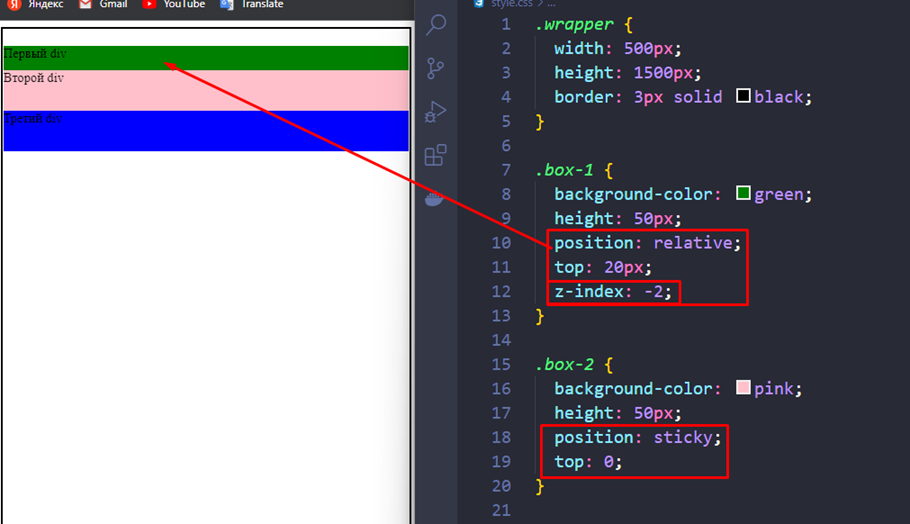 Яндекс Gmail YouTube Translate
Первый div
Второй div
Третий div
style.css > ...
1 .wrapper {
2 width: 500px;
3 height: 1500px;
4 border: 3px solid black;
5 }
6
7 .box-1 {
8 background-color: green;
9 height: 50px;
10 position: relative;
11 top: 20px;
12 z-index: -2;
13 }
14
15 .box-2 {
16 background-color: pink;
17 height: 50px;
18 position: sticky;
19 top: 0;
20 }
21